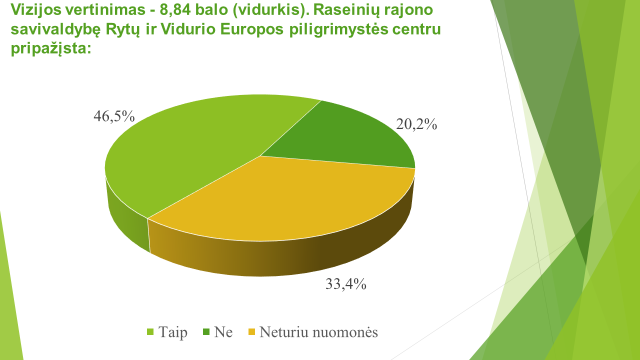 Vizijos vertinimas - 8,84 balo (vidurkis). Raseinių rajono
savivaldybę Rytų ir Vidurio Europos piligrimystės centru
pripažįsta:
46,5%
20,2%
33,4%
Taip Ne Neturiu nuomonės